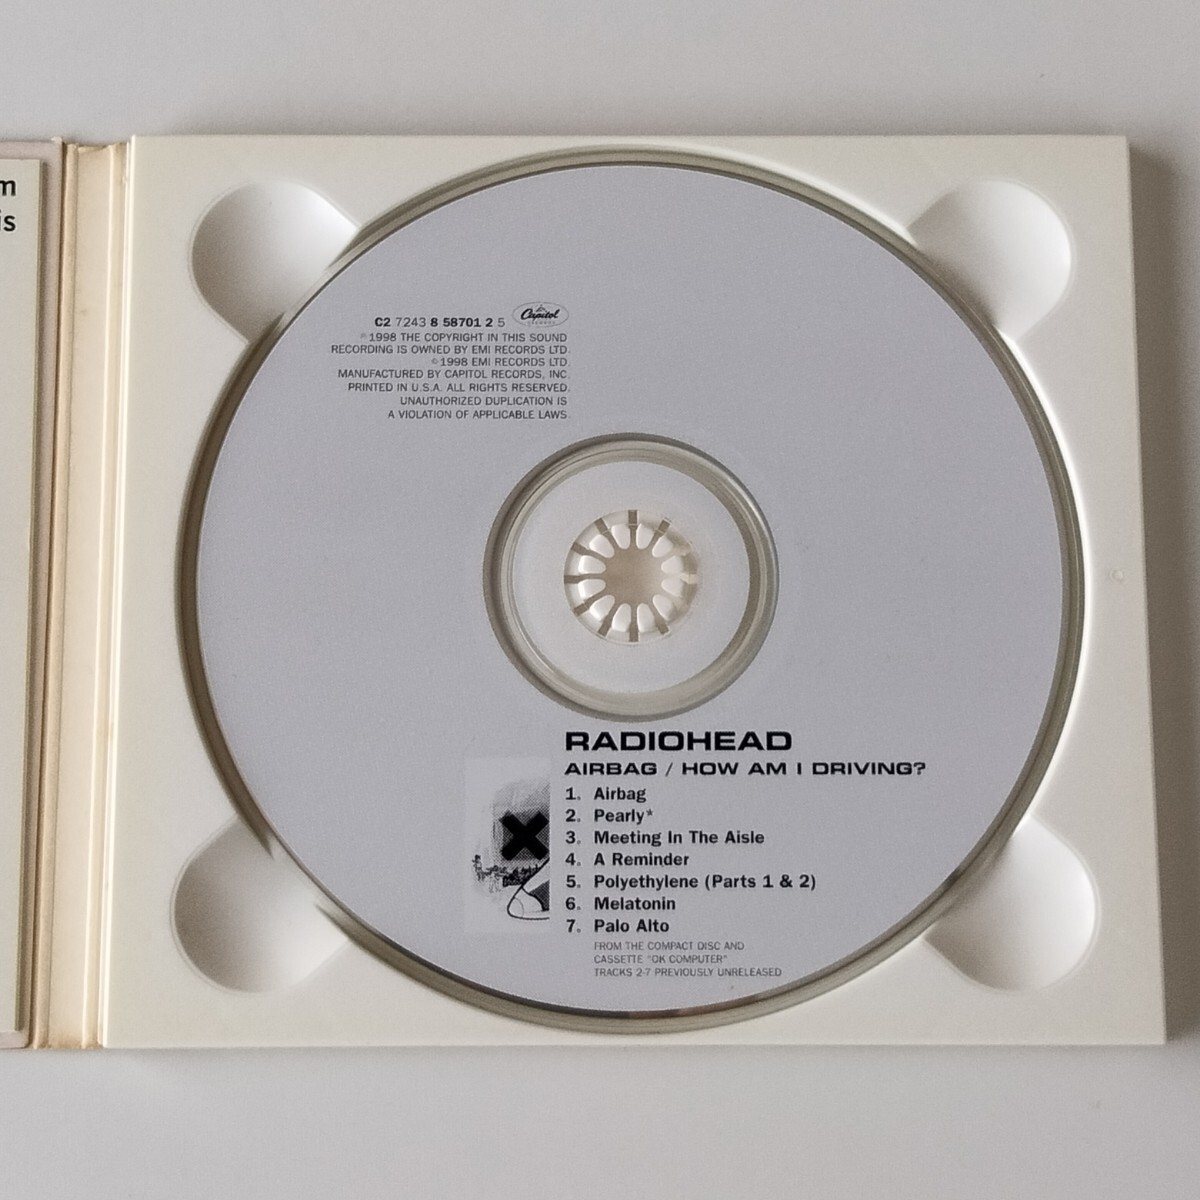 m
is
C2 7243 8 58701 2 5 Capitol
℗1998 THE COPYRIGHT IN THIS SOUND
RECORDING IS OWNED BY EMI RECORDS LTD.
©1998 EMI RECORDS LTD.
MANUFACTURED BY CAPITOL RECORDS, INC.
PRINTED IN U.S.A. ALL RIGHTS RESERVED.
UNAUTHORIZED DUPLICATION IS
A VIOLATION OF APPLICABLE LAWS.
RADIOHEAD
AIRBAG / HOW AM I DRIVING?
1. Airbag
2. Pearly*
3. Meeting In The Aisle
4. A Reminder
5. Polyethylene (Parts 1 & 2)
6. Melatonin
7. Palo Alto
FROM THE COMPACT DISC AND
CASSETTE "OK COMPUTER"
TRACKS 2-7 PREVIOUSLY UNRELEASED